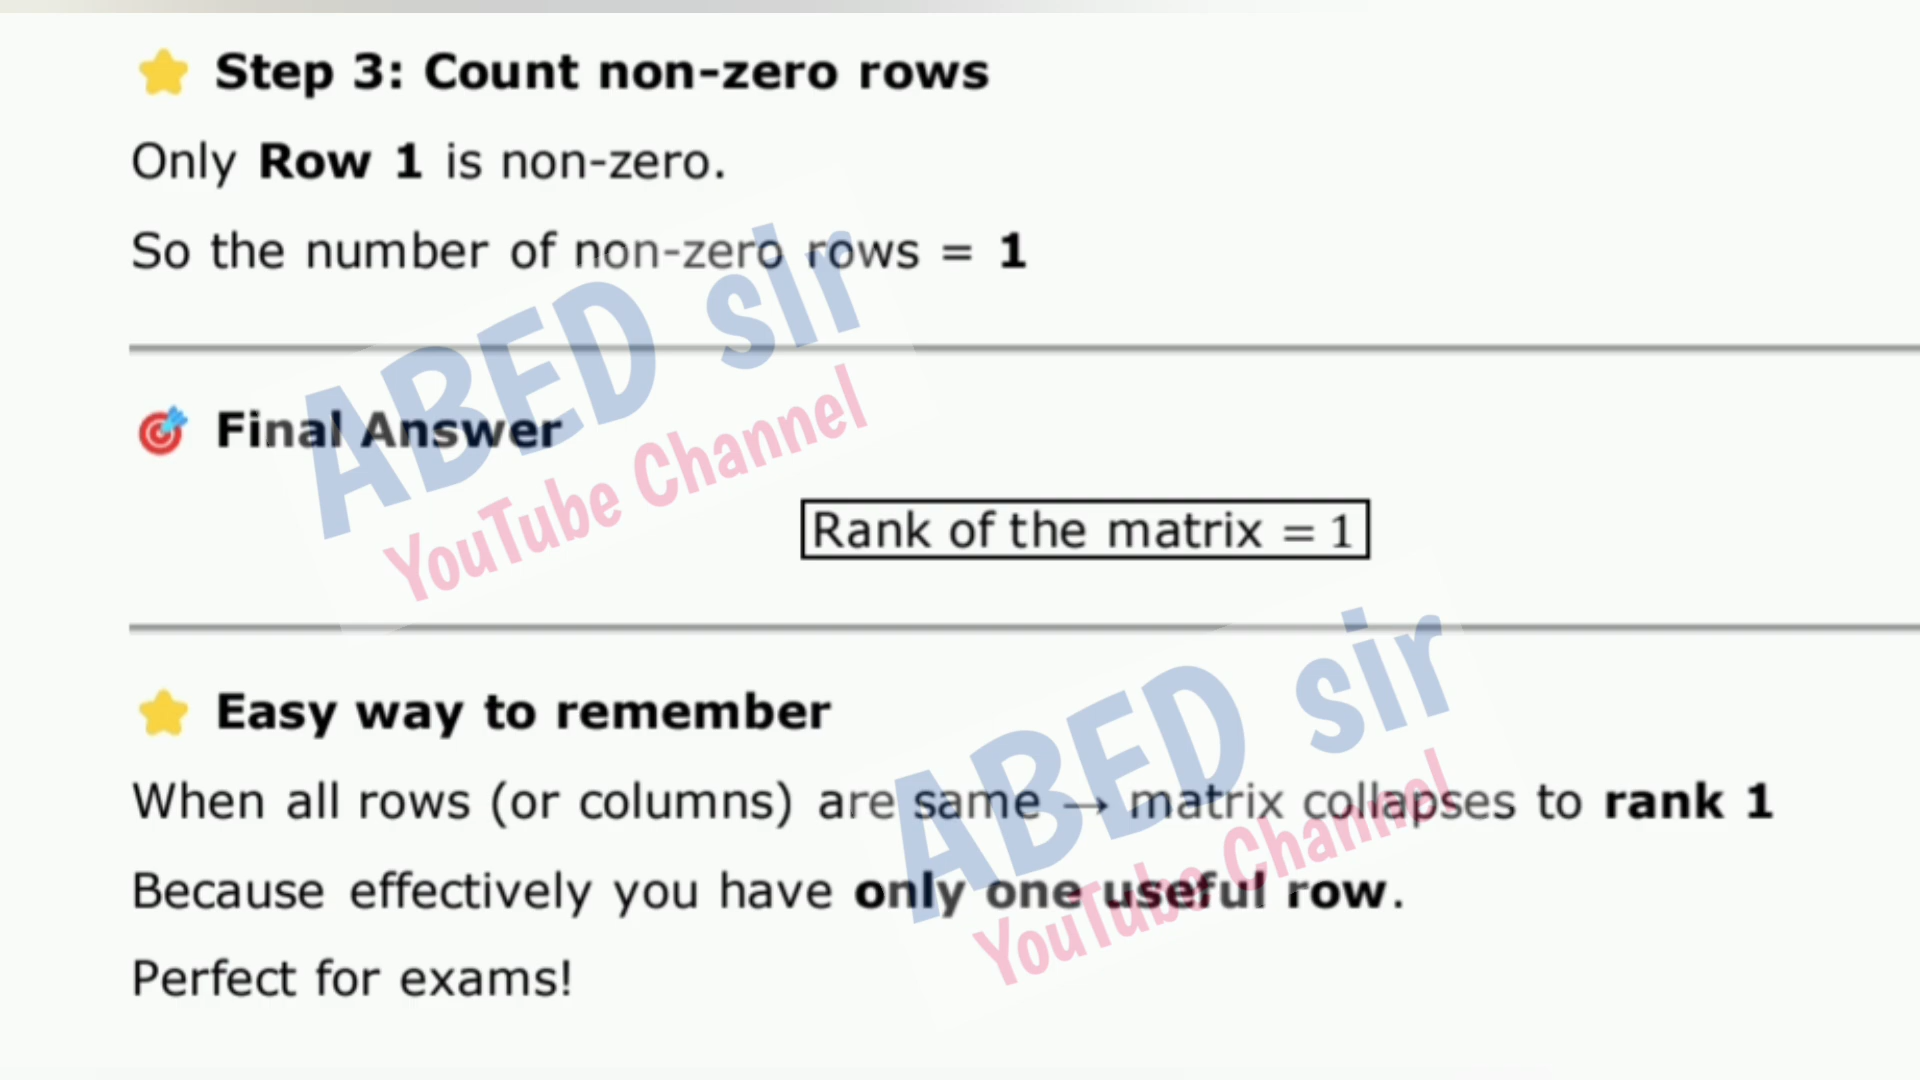 Step 3: Count non-zero rows
Only Row 1 is non-zero.
So the number of non-zero rows = 1
ABED sir
YouTube Channel
Final Answer
Rank of the matrix = 1
Easy way to remember
ABED sir
YouTube Channel
When all rows (or columns) are same → matrix collapses to rank 1
Because effectively you have only one useful row.
Perfect for exams!